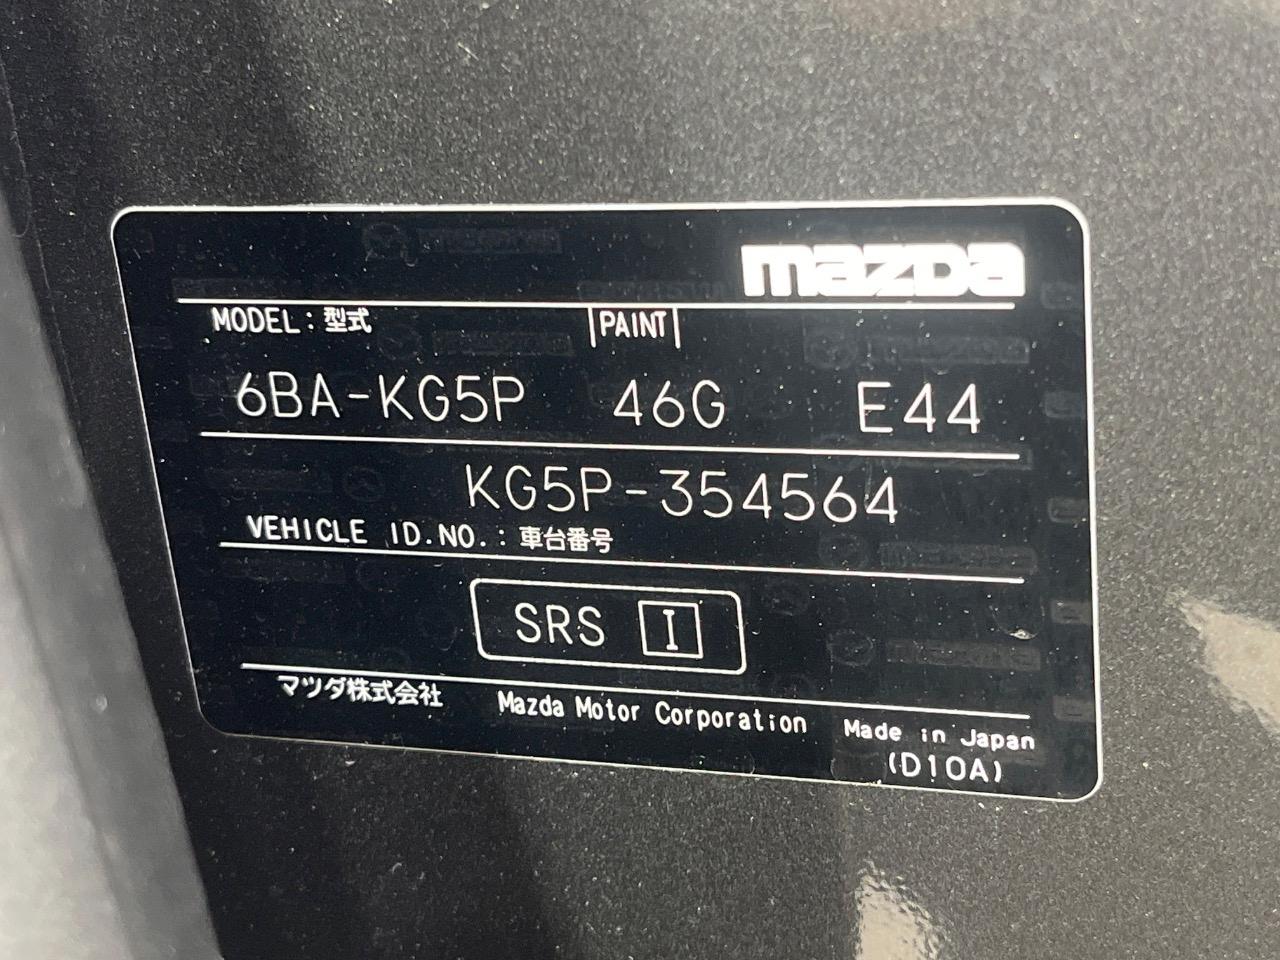 mazda
MODEL：型式 PAINT
6BA-KG5P 46G E44
KG5P-354564
VEHICLE ID.NO.：車台番号
SRS I
マツダ株式会社 Mazda Motor Corporation Made in Japan
(D10A)